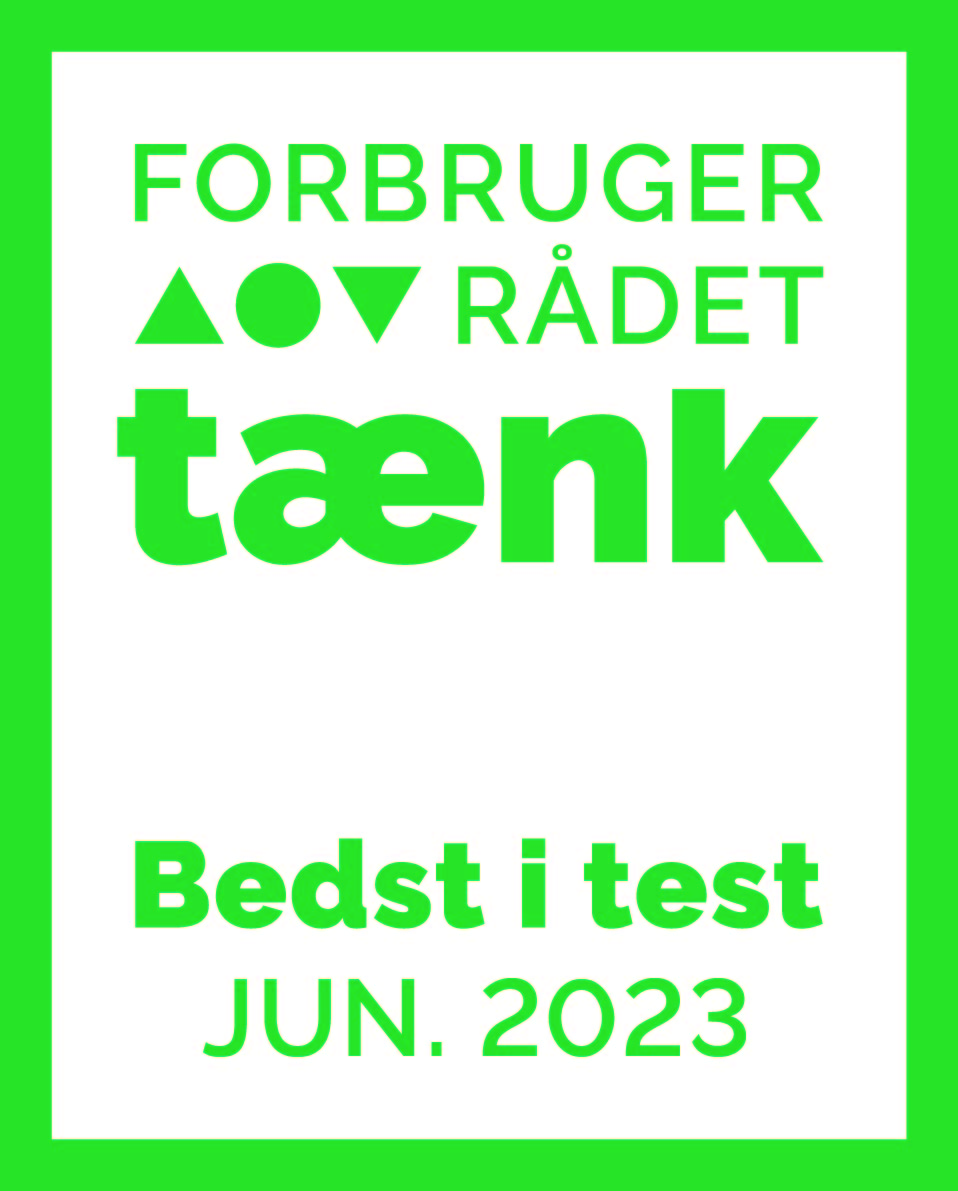 FORBRUGER
RÅDET
tænk
Bedst i test
JUN. 2023